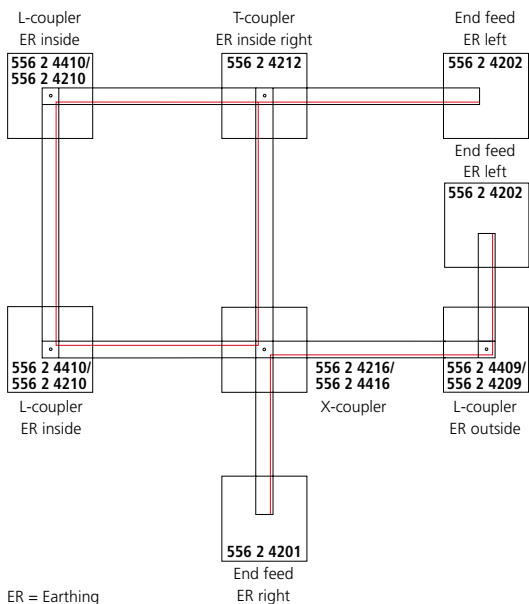 L-coupler
ER inside
556 2 4410/
556 2 4210
T-coupler
ER inside right
556 2 4212
End feed
ER left
556 2 4202
End feed
ER left
556 2 4202
556 2 4410/
556 2 4210
L-coupler
ER inside
556 2 4216/
556 2 4416
X-coupler
556 2 4409/
556 2 4209
L-coupler
ER outside
556 2 4201
End feed
ER right
ER = Earthing